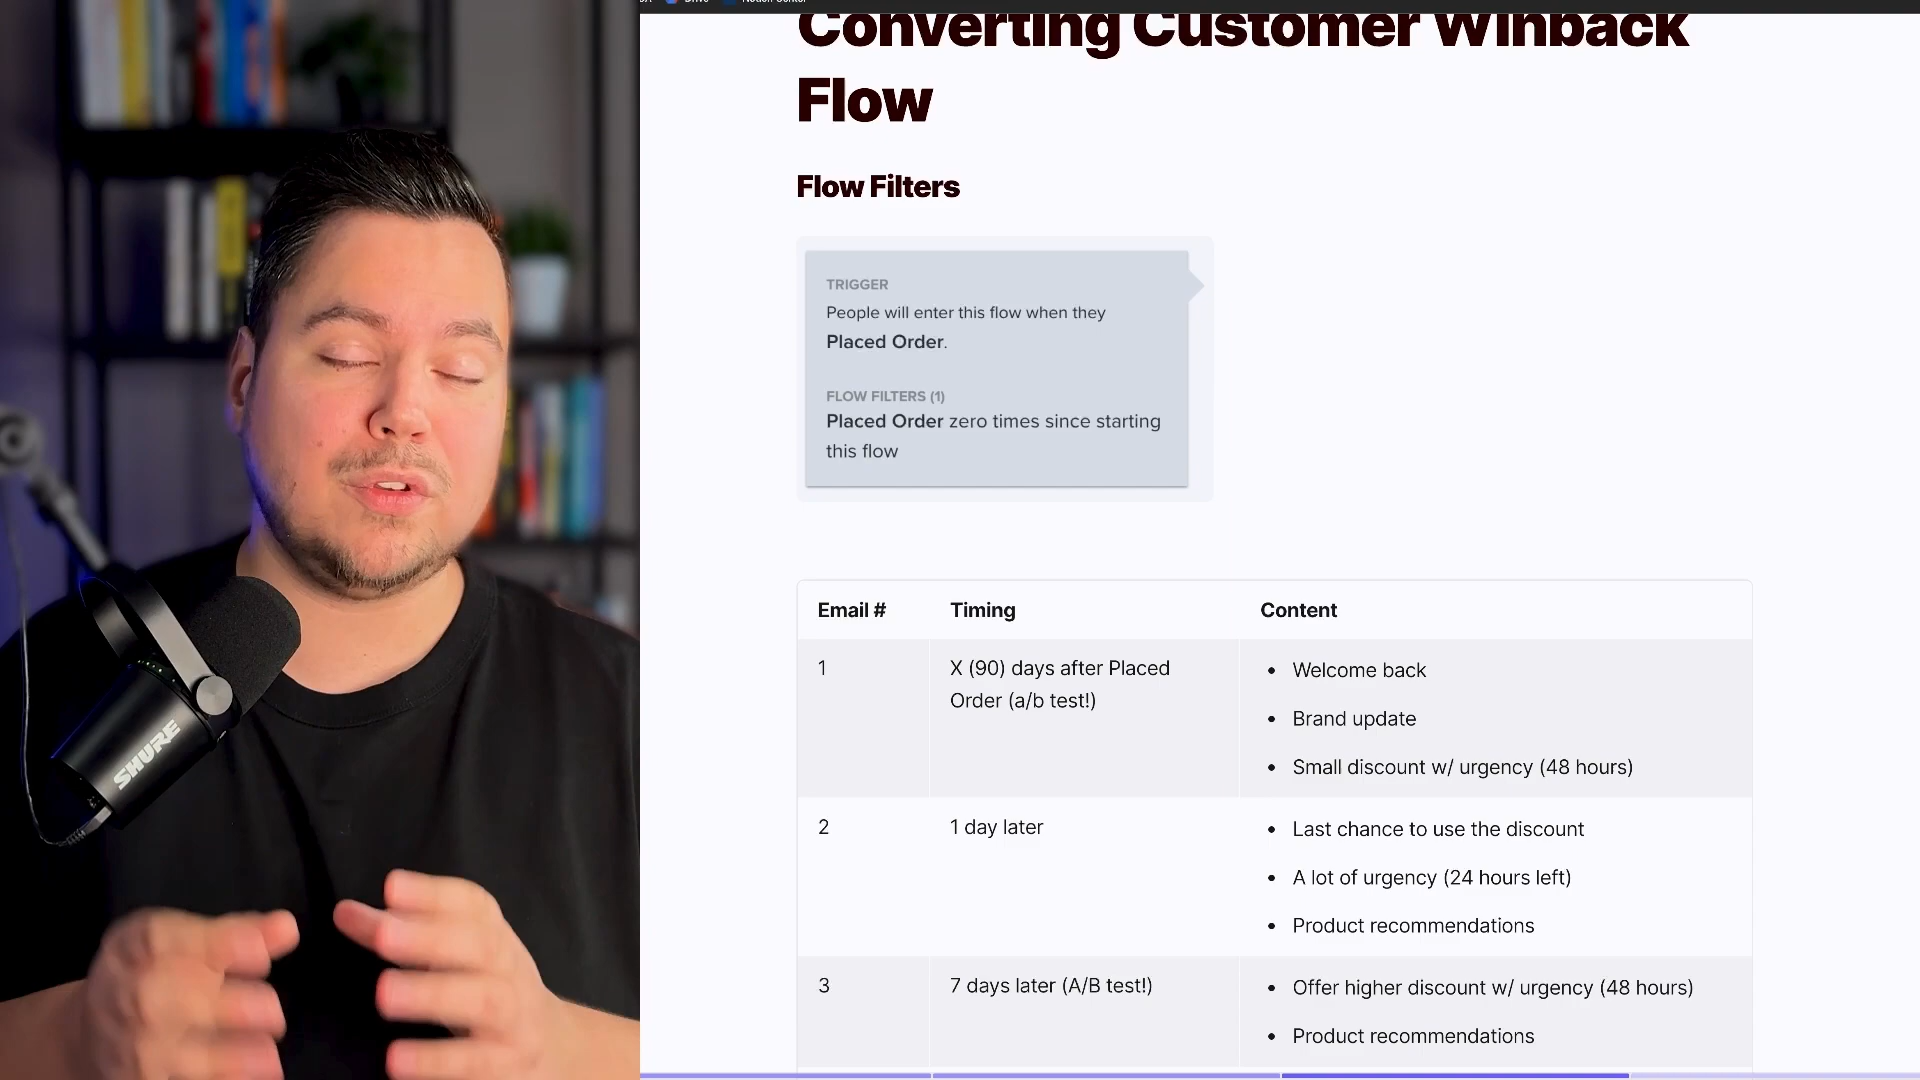 Drive
Converting Customer Winback
Flow
Flow Filters
TRIGGER
People will enter this flow when they
Placed Order.
FLOW FILTERS (1)
Placed Order zero times since starting
this flow
Email # Timing Content
1 X (90) days after Placed
Order (a/b test!)
• Welcome back
• Brand update
• Small discount w/ urgency (48 hours)
2 1 day later
• Last chance to use the discount
• A lot of urgency (24 hours left)
• Product recommendations
3 7 days later (A/B test!)
• Offer higher discount w/ urgency (48 hours)
• Product recommendations
SHURE